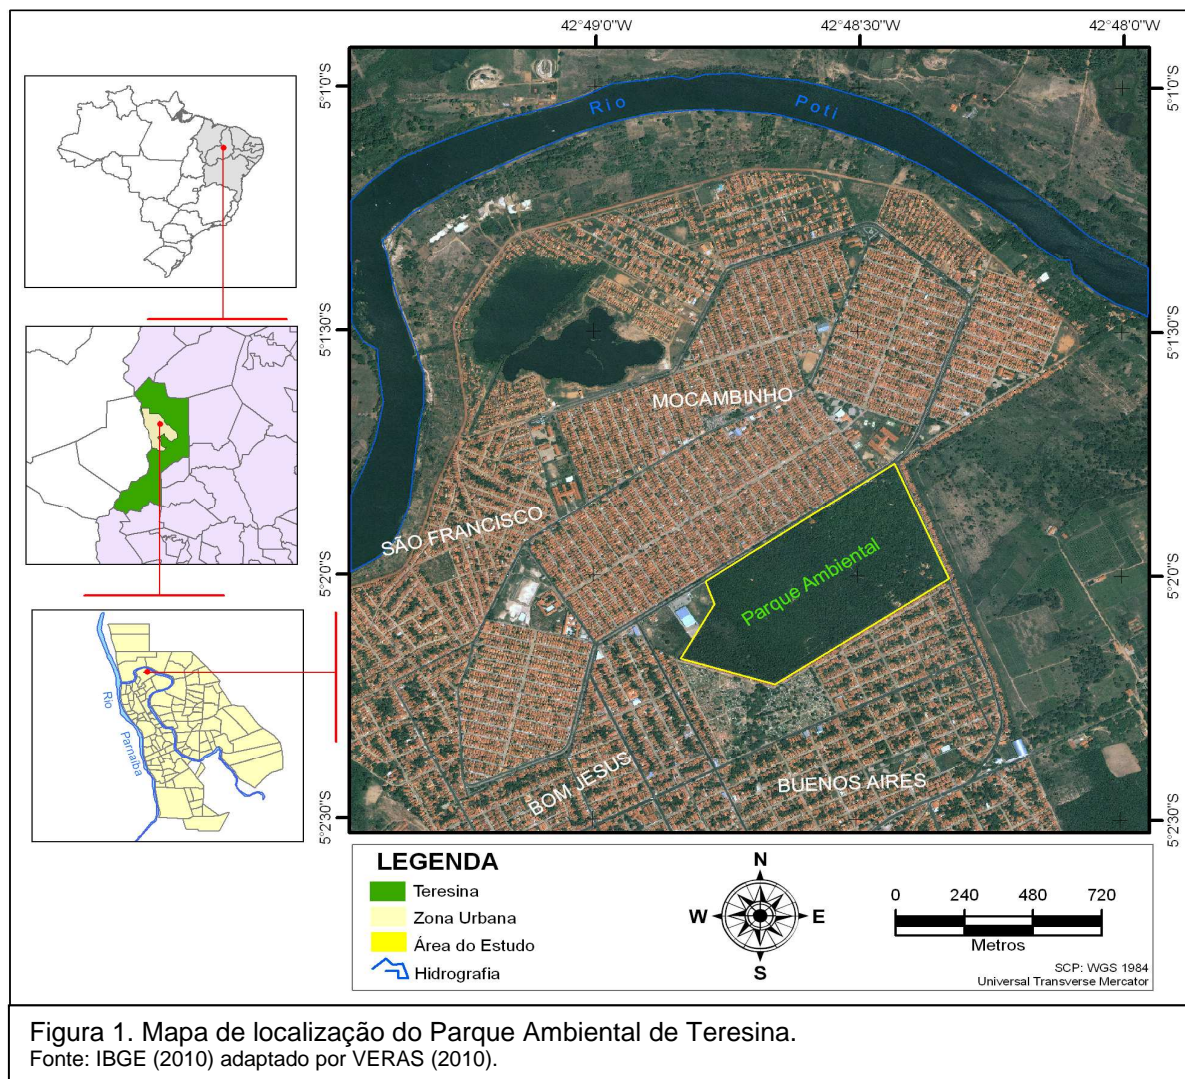 42°49'0"W
42°48'30"W
42°48'0"W
5°1'0"S
5°1'0"S
Rio Poti
5°1'30"S
5°1'30"S
MOCAMBINHO
SÃO FRANCISCO
Parque Ambiental
5°2'0"S
5°2'0"S
Rio Parnaíba
BOM JESUS
BUENOS AIRES
5°2'30"S
5°2'30"S
LEGENDA
Teresina
Zona Urbana
Área do Estudo
Hidrografia
N
W
E
S
0 240 480 720
Metros
SCP: WGS 1984
Universal Transverse Mercator
Figura 1. Mapa de localização do Parque Ambiental de Teresina.
Fonte: IBGE (2010) adaptado por VERAS (2010).